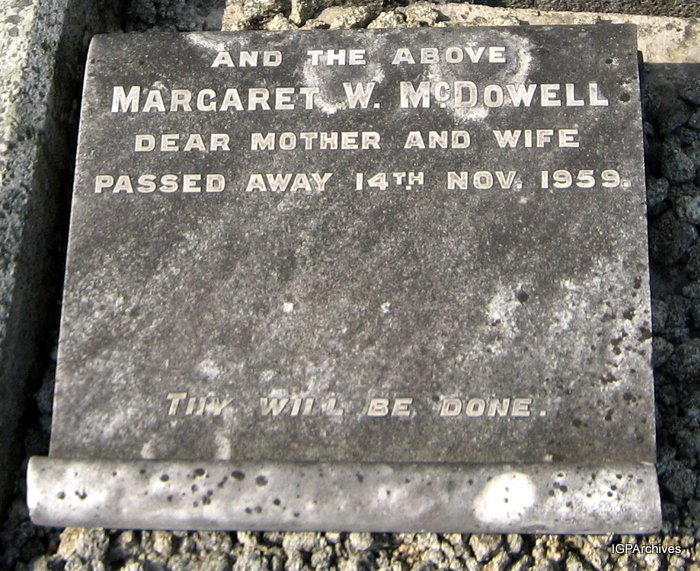 AND THE ABOVE
MARGARET W. McDOWELL
DEAR MOTHER AND WIFE
PASSED AWAY 14TH NOV. 1959.
THY WILL BE DONE.
IGPArchives